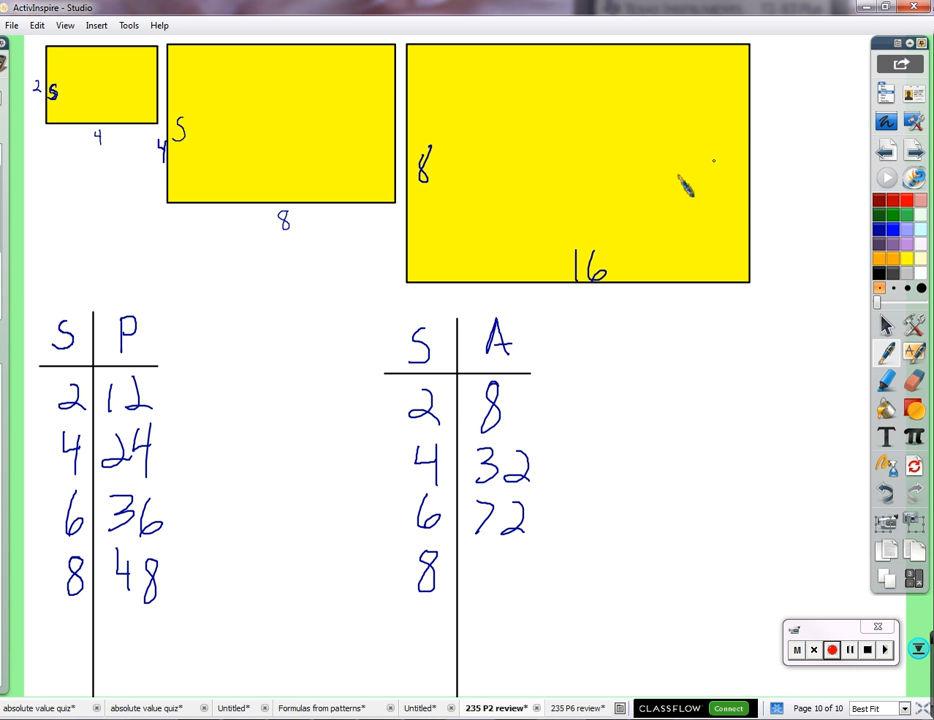 ActivInspire - Studio
File Edit View Insert Tools
2 S
4
S
4
8
8
16
S P
2 12
4 24
6 36
8 48
S A
2 8
4 32
6 72
8
M
absolute value quiz* absolute value quiz* Untitled* Formulas from patterns* Untitled* 235 P2 review* 235 P6 review* CLASSFLOW Connect Page 10 of 10 Best Fit